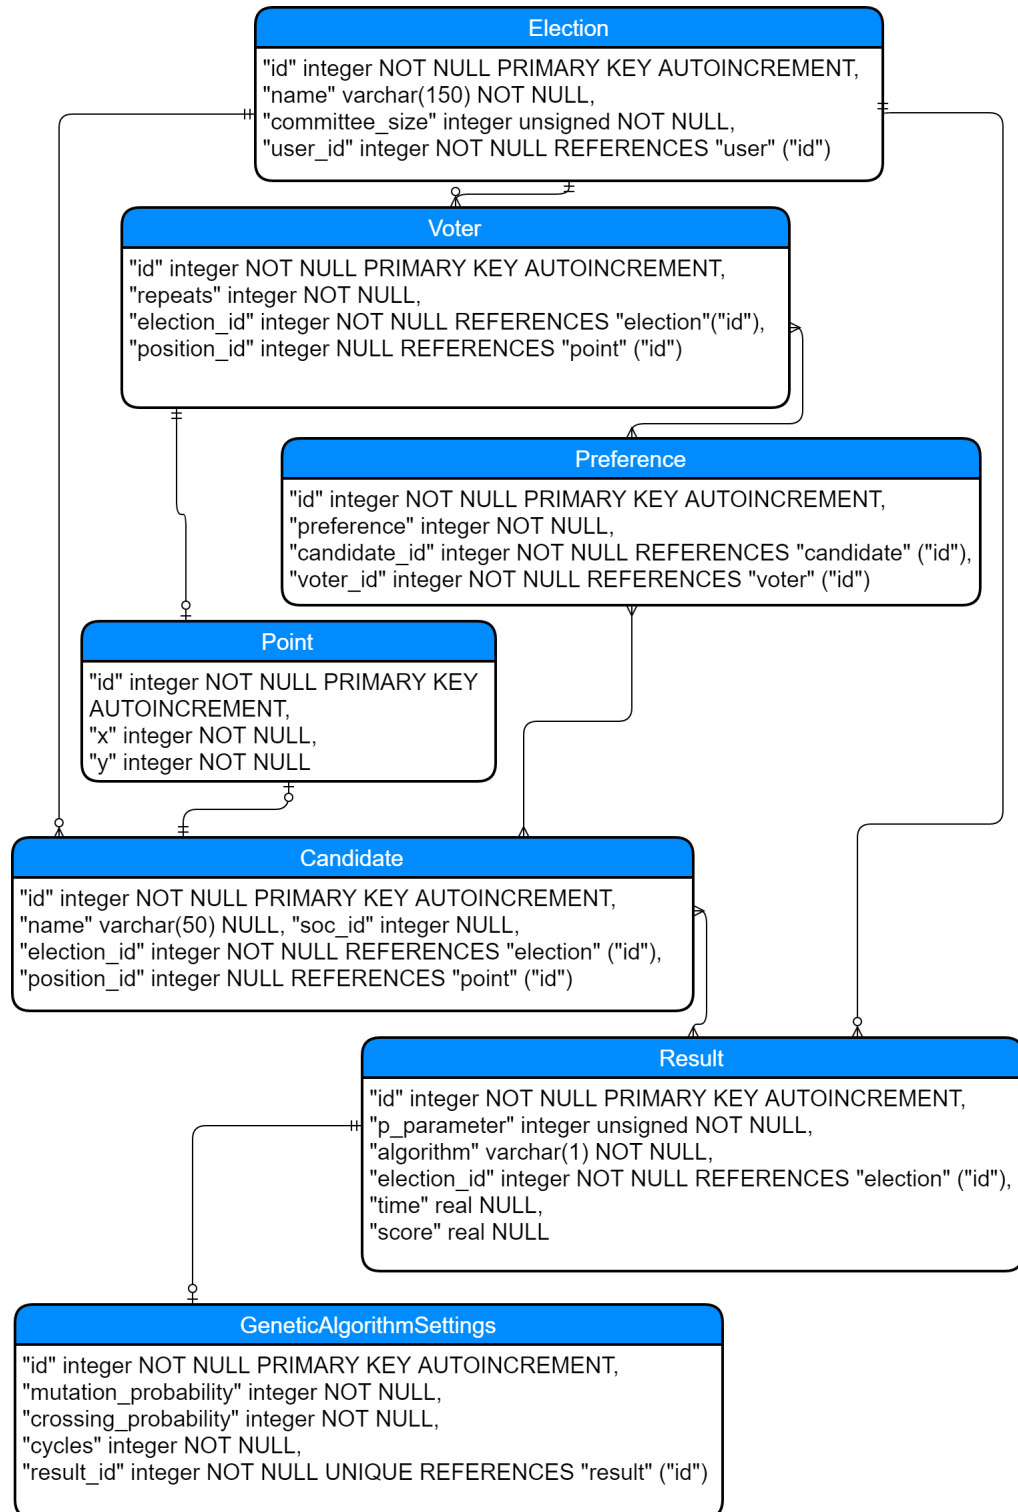 Election
"id" integer NOT NULL PRIMARY KEY AUTOINCREMENT,
"name" varchar(150) NOT NULL,
"committee_size" integer unsigned NOT NULL,
"user_id" integer NOT NULL REFERENCES "user" ("id")
Voter
"id" integer NOT NULL PRIMARY KEY AUTOINCREMENT,
"repeats" integer NOT NULL,
"election_id" integer NOT NULL REFERENCES "election"("id"),
"position_id" integer NULL REFERENCES "point" ("id")
Preference
"id" integer NOT NULL PRIMARY KEY AUTOINCREMENT,
"preference" integer NOT NULL,
"candidate_id" integer NOT NULL REFERENCES "candidate" ("id"),
"voter_id" integer NOT NULL REFERENCES "voter" ("id")
Point
"id" integer NOT NULL PRIMARY KEY
AUTOINCREMENT,
"x" integer NOT NULL,
"y" integer NOT NULL
Candidate
"id" integer NOT NULL PRIMARY KEY AUTOINCREMENT,
"name" varchar(50) NULL, "soc_id" integer NULL,
"election_id" integer NOT NULL REFERENCES "election" ("id"),
"position_id" integer NULL REFERENCES "point" ("id")
Result
"id" integer NOT NULL PRIMARY KEY AUTOINCREMENT,
"p_parameter" integer unsigned NOT NULL,
"algorithm" varchar(1) NOT NULL,
"election_id" integer NOT NULL REFERENCES "election" ("id"),
"time" real NULL,
"score" real NULL
GeneticAlgorithmSettings
"id" integer NOT NULL PRIMARY KEY AUTOINCREMENT,
"mutation_probability" integer NOT NULL,
"crossing_probability" integer NOT NULL,
"cycles" integer NOT NULL,
"result_id" integer NOT NULL UNIQUE REFERENCES "result" ("id")